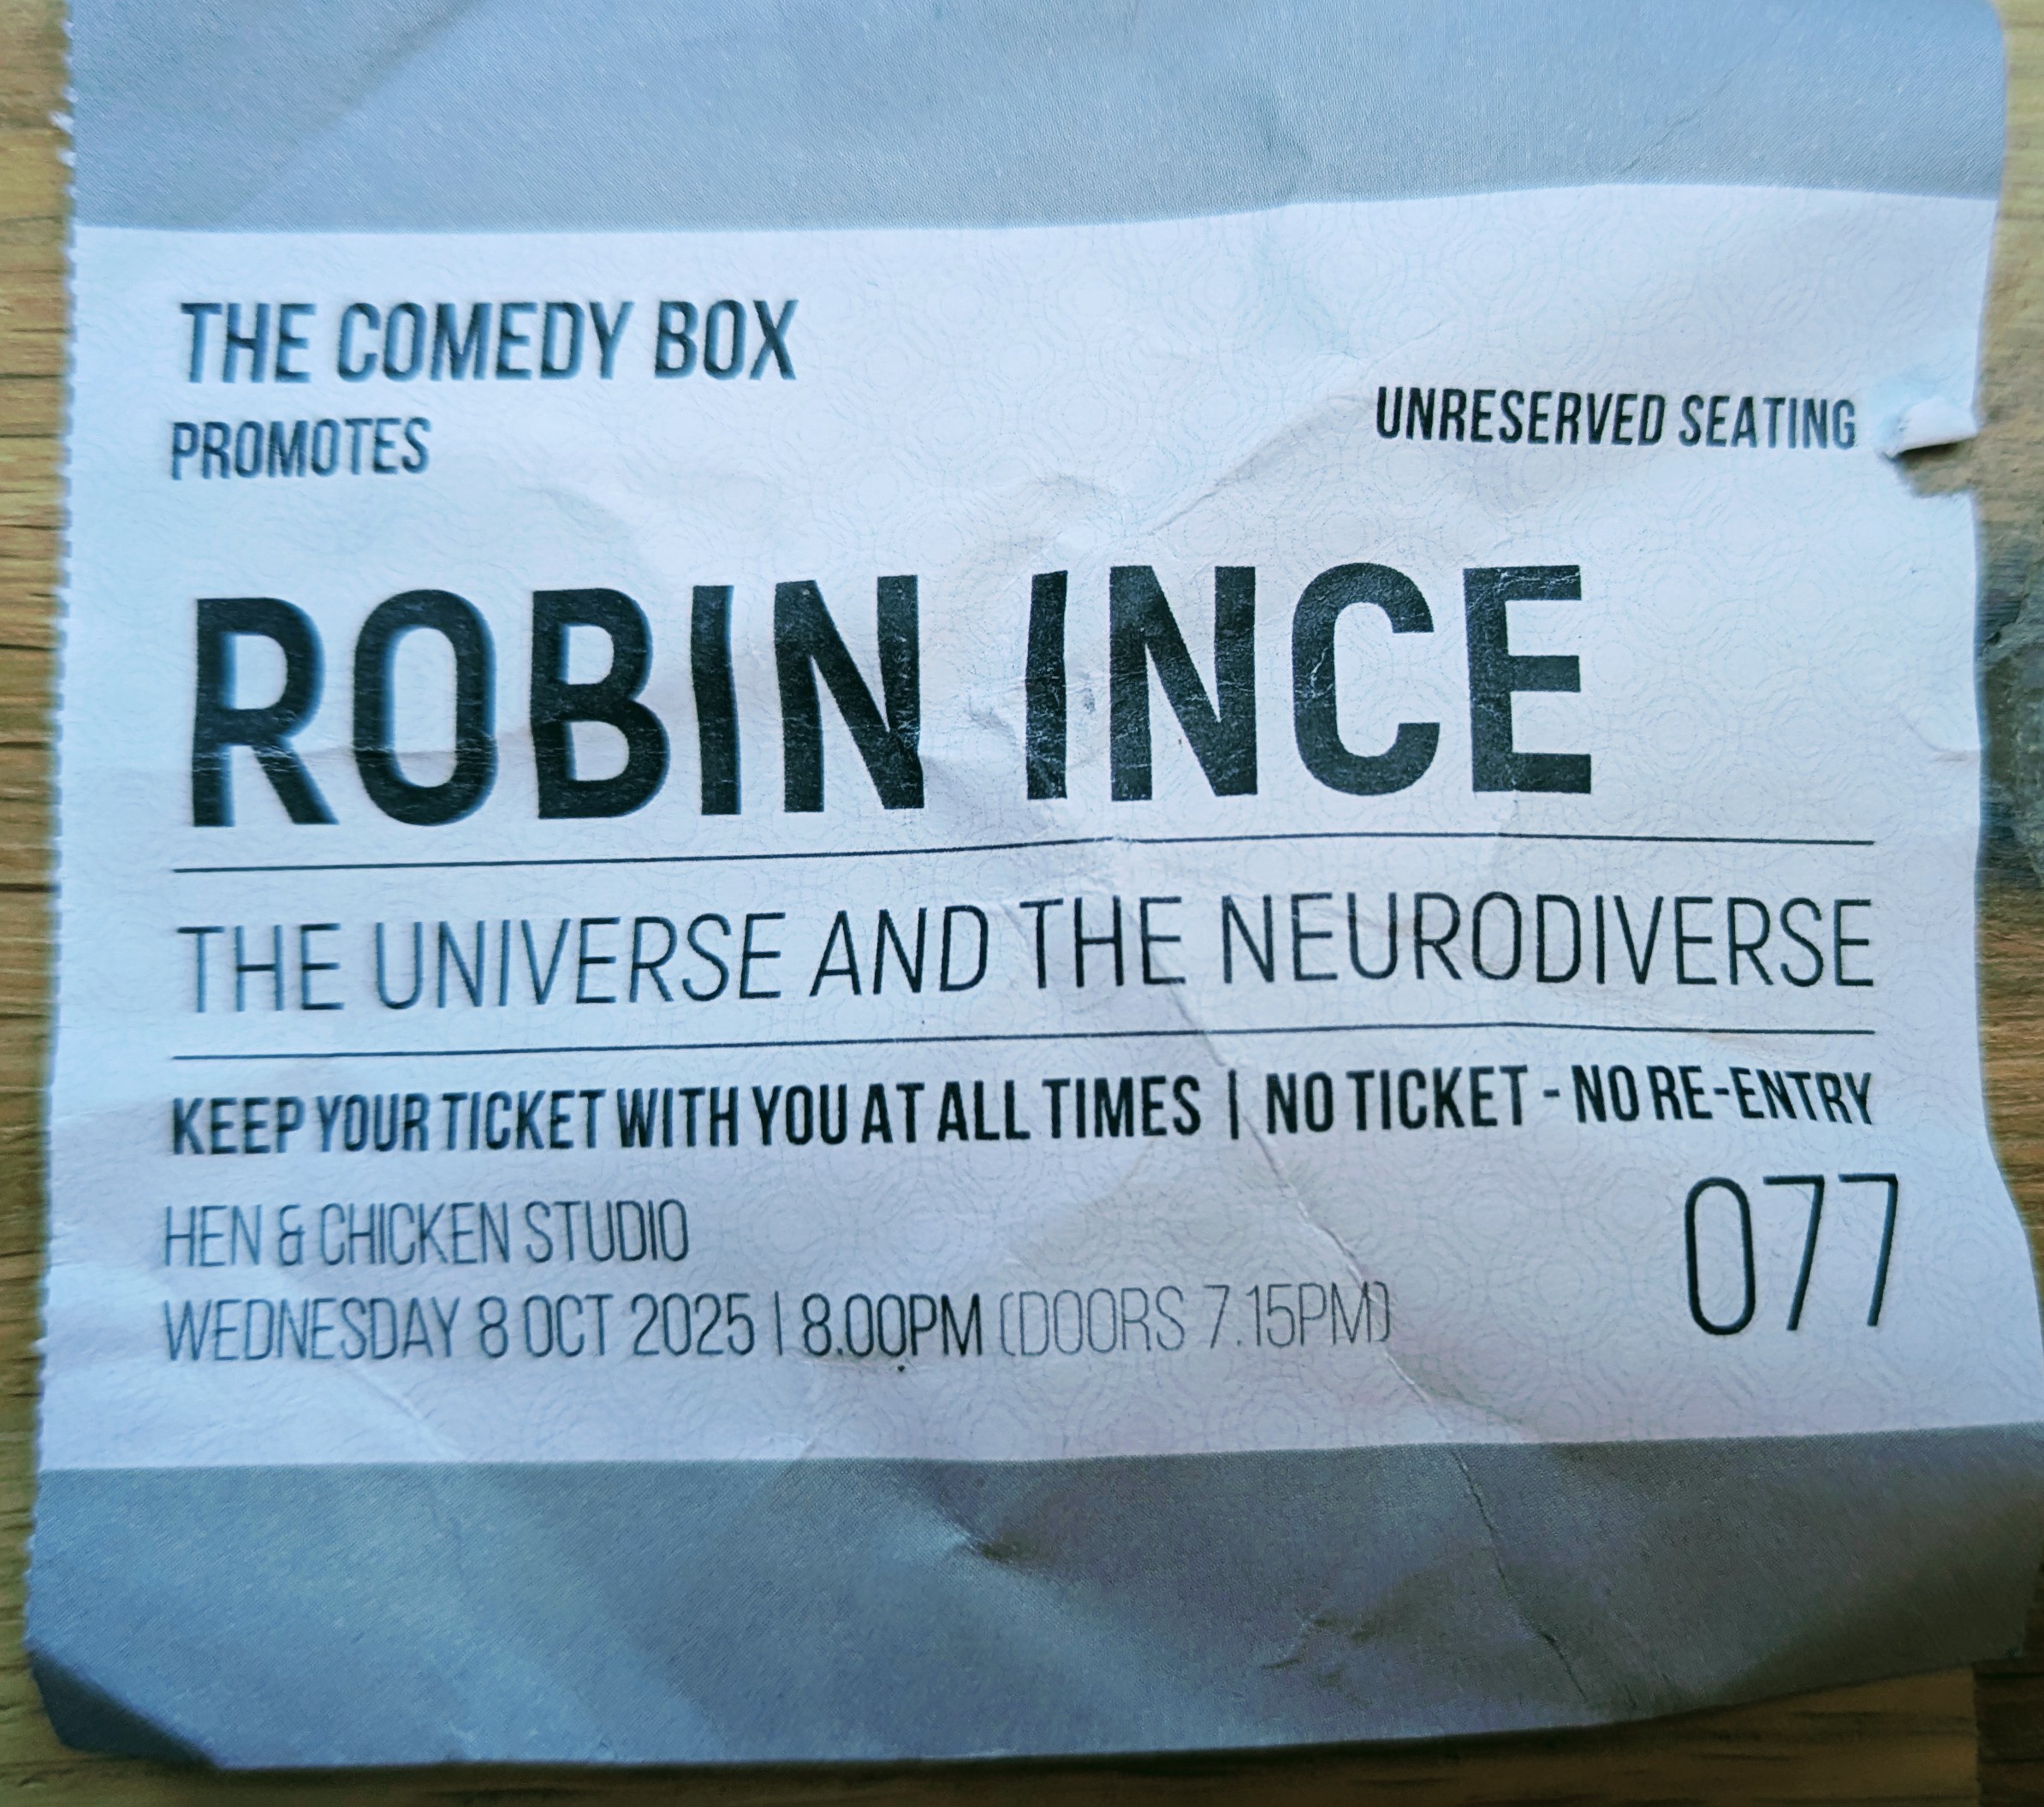 THE COMEDY BOX
PROMOTES
UNRESERVED SEATING
ROBIN INCE
THE UNIVERSE AND THE NEURODIVERSE
KEEP YOUR TICKET WITH YOU AT ALL TIMES | NO TICKET - NO RE-ENTRY
HEN & CHICKEN STUDIO
WEDNESDAY 8 OCT 2025 | 8.00PM (DOORS 7.15PM)
077